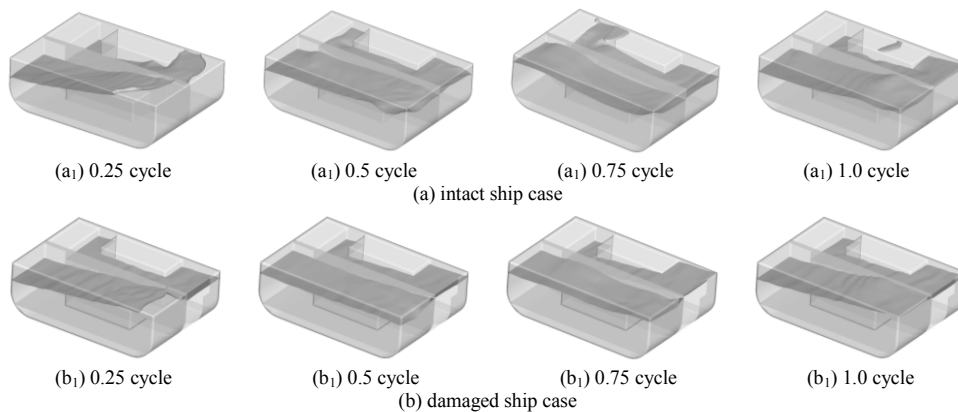 (a₁) 0.25 cycle (a₁) 0.5 cycle (a₁) 0.75 cycle (a₁) 1.0 cycle
(a) intact ship case
(b₁) 0.25 cycle (b₁) 0.5 cycle (b₁) 0.75 cycle (b₁) 1.0 cycle
(b) damaged ship case